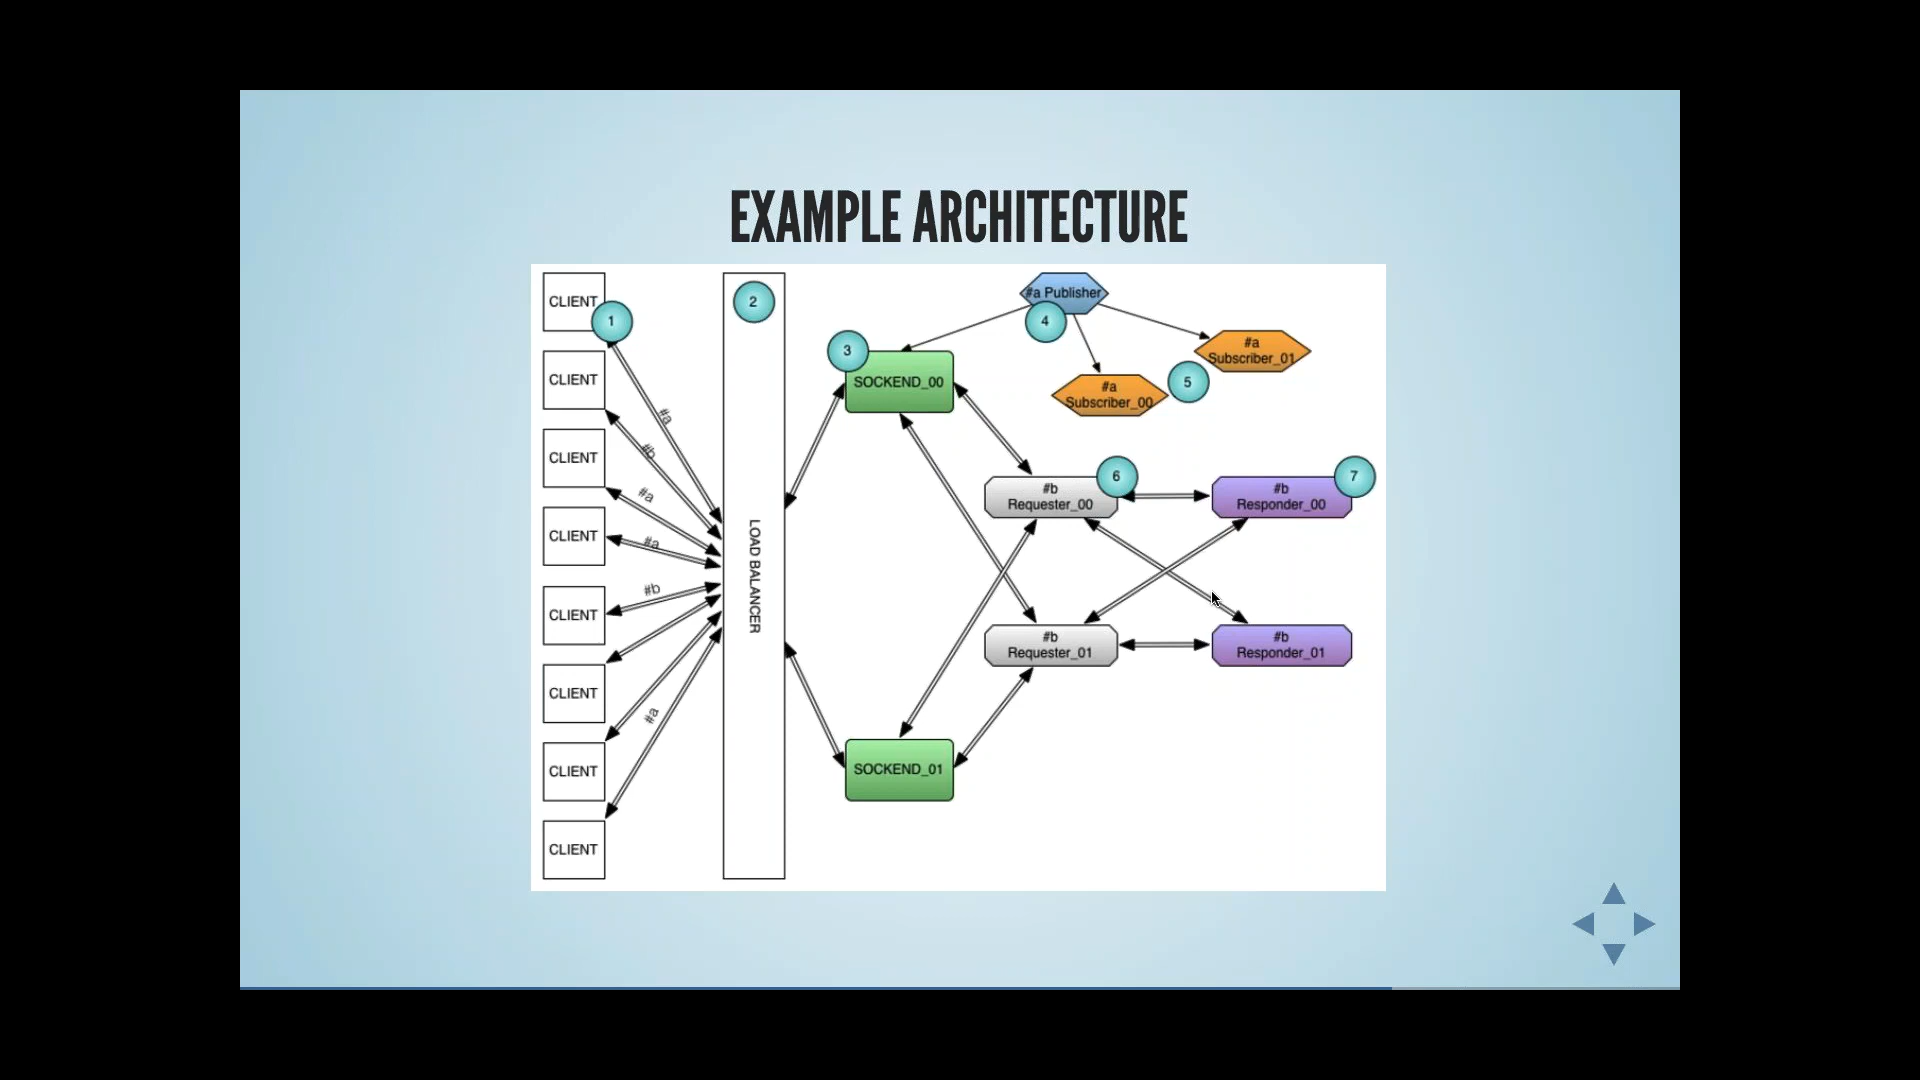 EXAMPLE ARCHITECTURE
CLIENT
1
CLIENT
CLIENT
CLIENT
CLIENT
CLIENT
CLIENT
CLIENT
#a
#b
#a
#a
#b
#a
2
LOAD BALANCER
3
SOCKEND_00
SOCKEND_01
#a Publisher
4
#a
Subscriber_00
5
#a
Subscriber_01
#b
Requester_00
6
#b
Responder_00
7
#b
Requester_01
#b
Responder_01